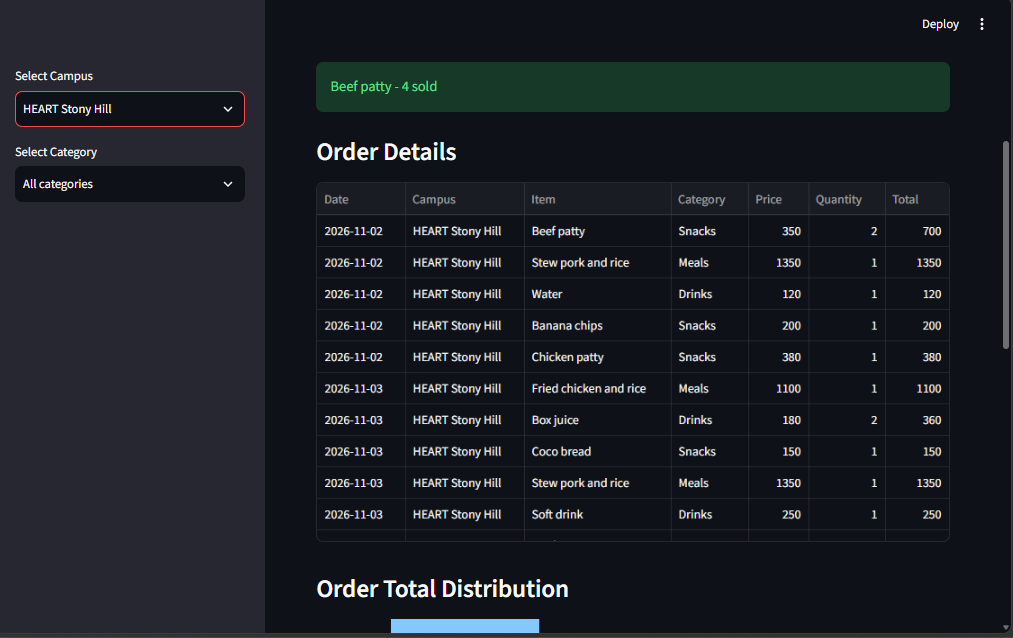 Deploy
Select Campus
HEART Stony Hill
Select Category
All categories
Beef patty - 4 sold
Order Details
Date Campus Item Category Price Quantity Total
2026-11-02 HEART Stony Hill Beef patty Snacks 350 2 700
2026-11-02 HEART Stony Hill Stew pork and rice Meals 1350 1 1350
2026-11-02 HEART Stony Hill Water Drinks 120 1 120
2026-11-02 HEART Stony Hill Banana chips Snacks 200 1 200
2026-11-02 HEART Stony Hill Chicken patty Snacks 380 1 380
2026-11-03 HEART Stony Hill Fried chicken and rice Meals 1100 1 1100
2026-11-03 HEART Stony Hill Box juice Drinks 180 2 360
2026-11-03 HEART Stony Hill Coco bread Snacks 150 1 150
2026-11-03 HEART Stony Hill Stew pork and rice Meals 1350 1 1350
2026-11-03 HEART Stony Hill Soft drink Drinks 250 1 250
Order Total Distribution